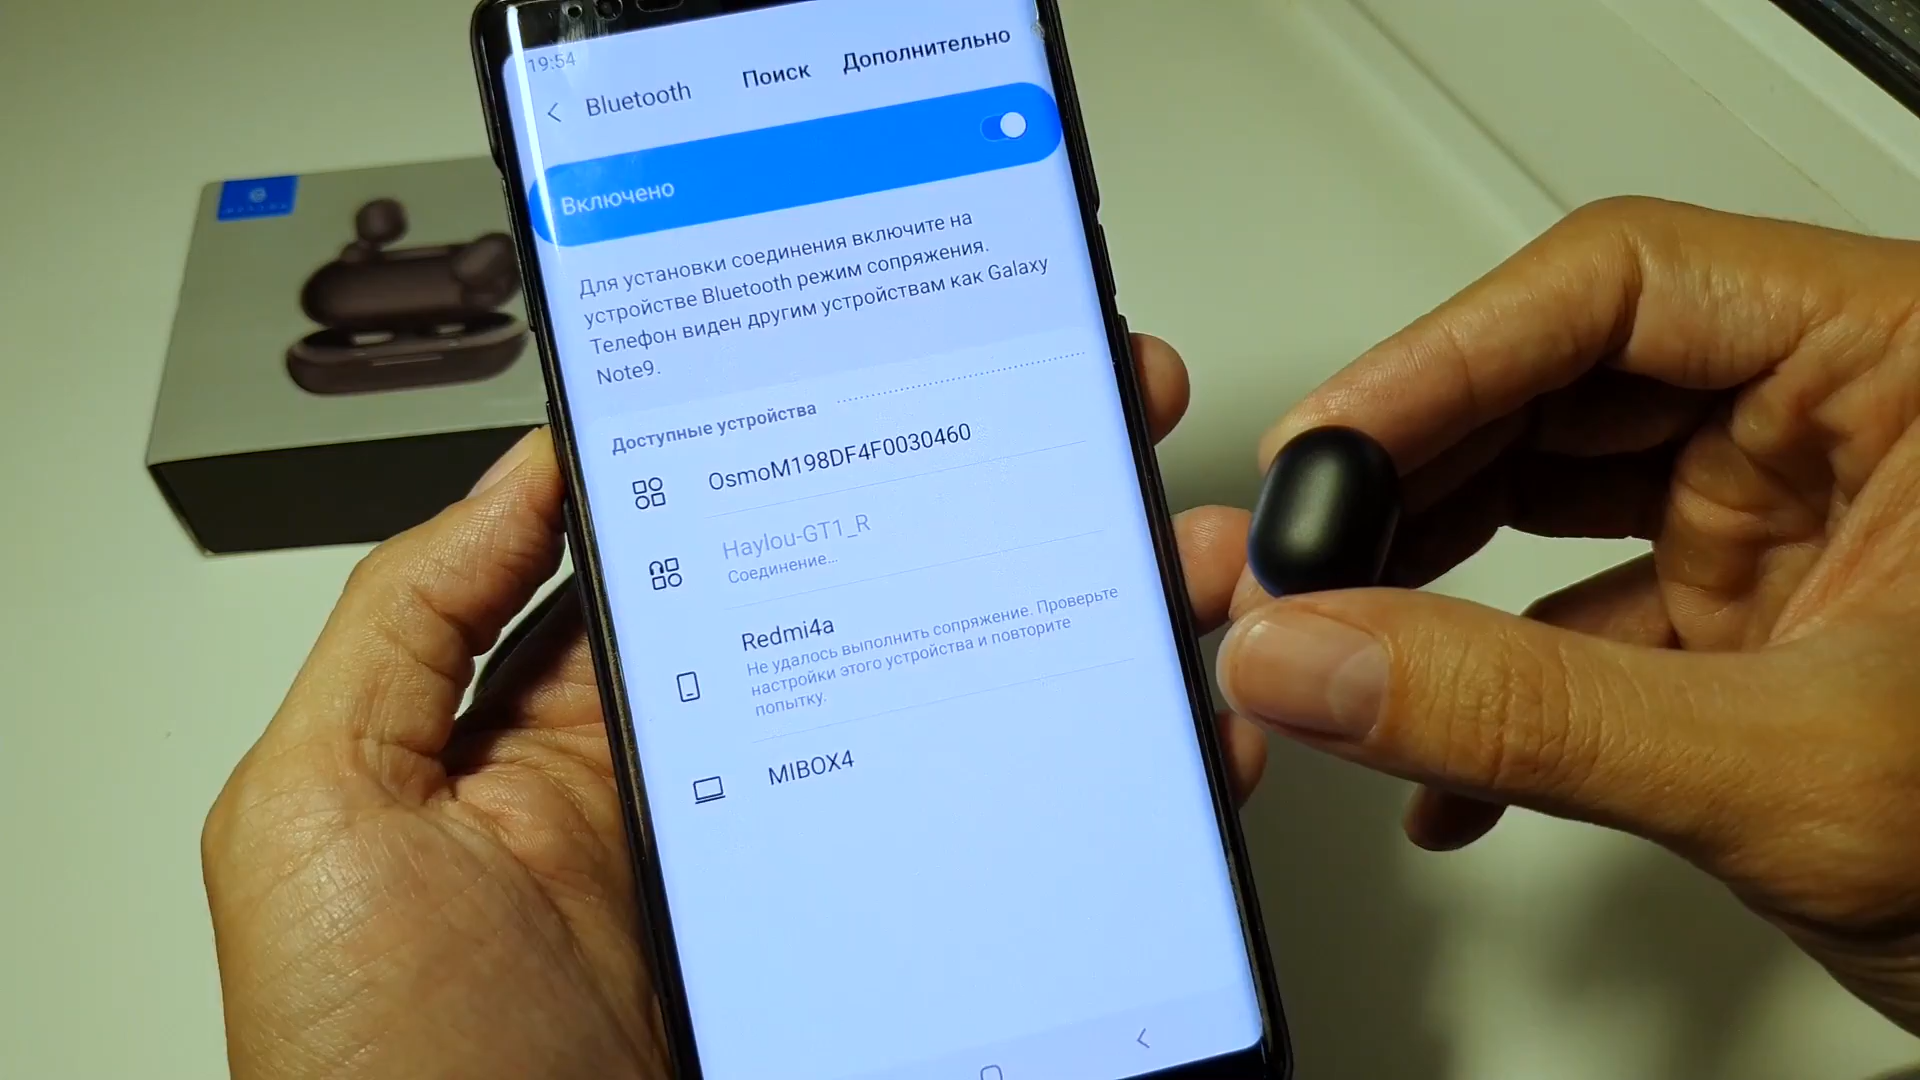 19:54
Bluetooth
Поиск
Дополнительно
Включено
Для установки соединения включите на
устройстве Bluetooth режим сопряжения.
Телефон виден другим устройствам как Galaxy
Note9.
Доступные устройства
OsmoM198DF4F0030460
Haylou-GT1_R
Соединение...
Redmi4a
Не удалось выполнить сопряжение. Проверьте
настройки этого устройства и повторите
попытку.
MIBOX4